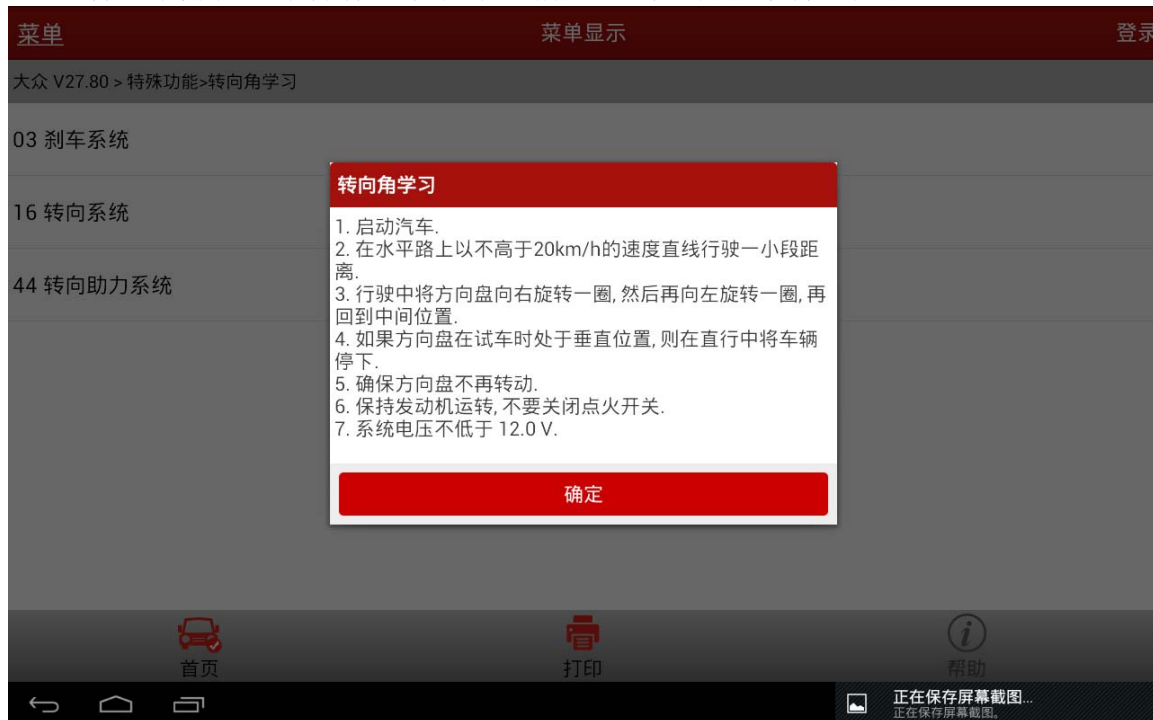 菜单
菜单显示
登录
大众 V27.80 > 特殊功能>转向角学习
03 刹车系统
16 转向系统
44 转向助力系统
转向角学习
1. 启动汽车.
2. 在水平路上以不高于20km/h的速度直线行驶一小段距
离.
3. 行驶中将方向盘向右旋转一圈, 然后再向左旋转一圈, 再
回到中间位置.
4. 如果方向盘在试车时处于垂直位置, 则在直行中将车辆
停下.
5. 确保方向盘不再转动.
6. 保持发动机运转, 不要关闭点火开关.
7. 系统电压不低于 12.0 V.
确定
首页
打印
帮助
正在保存屏幕截图...
正在保存屏幕截图。